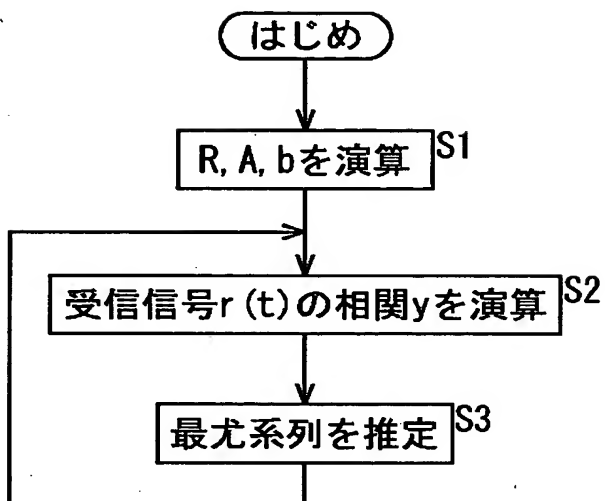 はじめ
R, A, bを演算
S1
受信信号r(t)の相関yを演算
S2
最尤系列を推定
S3